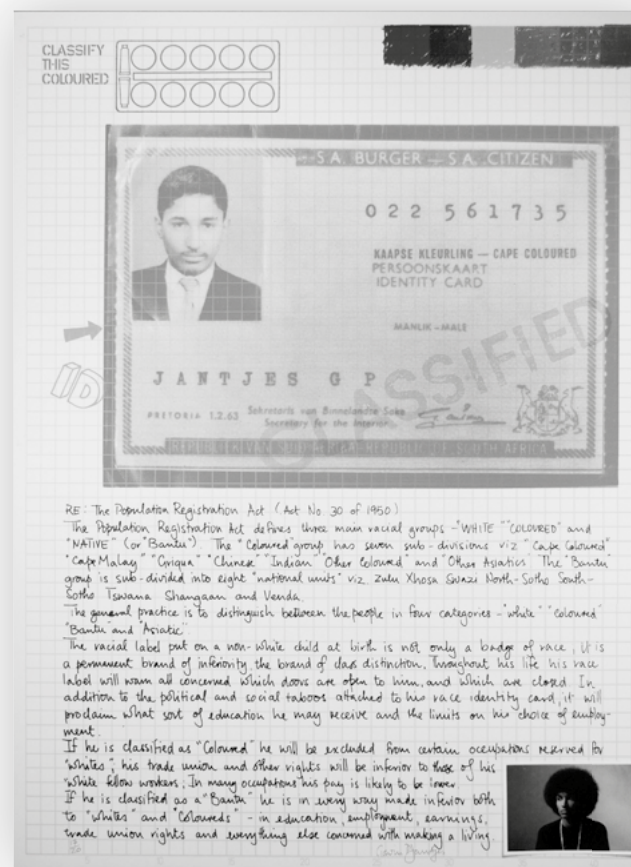 CLASSIFY
THIS
COLOURED
S.A. BURGER – S.A. CITIZEN
022 561735
KAAPSE KLEURLING – CAPE COLOURED
PERSOONSKAART
IDENTITY CARD
MANLIK–MALE
CLASSIFIED
ID
JANTJES G P
PRETORIA 1.2.63 Sekretaris van Binnelandse Sake
Secretary for the Interior
REPUBLIEK VAN SUID-AFRIKA-REPUBLIC OF SOUTH AFRICA
RE: The Population Registration Act (Act No. 30 of 1950)
The Population Registration Act defines three main racial groups – "WHITE" "COLOURED" and
"NATIVE" (or "Bantu"). The "Coloured" group has seven sub-divisions viz "Cape Coloured"
"Cape Malay" "Griqua" "Chinese" "Indian" "Other Coloured" and "Other Asiatics" The "Bantu"
group is sub-divided into eight "national units" viz. Zulu Xhosa Swazi North-Sotho South-
Sotho Tswana Shangaan and Venda.
The general practice is to distinguish between the people in four categories – "white" "Coloured"
"Bantu" and "Asiatic".
The racial label put on a non-white child at birth is not only a badge of race, it is
a permanent brand of inferiority, the brand of class distinction. Throughout his life his race
label will warn all concerned which doors are open to him, and which are closed. In
addition to the political and social taboos attached to his race identity card, it will
proclaim what sort of education he may receive and the limits on his choice of employ-
ment.
If he is classified as "Coloured" he will be excluded from certain occupations reserved for
"whites"; his trade union and other rights will be inferior to those of his
"white fellow workers; In many occupations his pay is likely to be lower.
If he is classified as a "Bantu" he is in every way made inferior both
to "whites" and "Coloureds" – in education, employment, earnings,
trade union rights and everything else concerned with making a living.